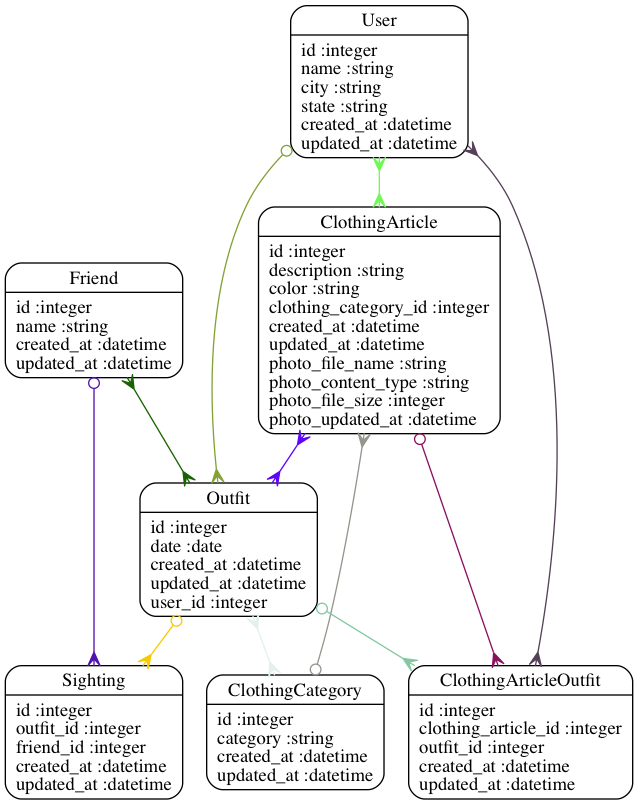 User
id :integer
name :string
city :string
state :string
created_at :datetime
updated_at :datetime
ClothingArticle
id :integer
description :string
color :string
clothing_category_id :integer
created_at :datetime
updated_at :datetime
photo_file_name :string
photo_content_type :string
photo_file_size :integer
photo_updated_at :datetime
Friend
id :integer
name :string
created_at :datetime
updated_at :datetime
Outfit
id :integer
date :date
created_at :datetime
updated_at :datetime
user_id :integer
Sighting
id :integer
outfit_id :integer
friend_id :integer
created_at :datetime
updated_at :datetime
ClothingCategory
id :integer
category :string
created_at :datetime
updated_at :datetime
ClothingArticleOutfit
id :integer
clothing_article_id :integer
outfit_id :integer
created_at :datetime
updated_at :datetime